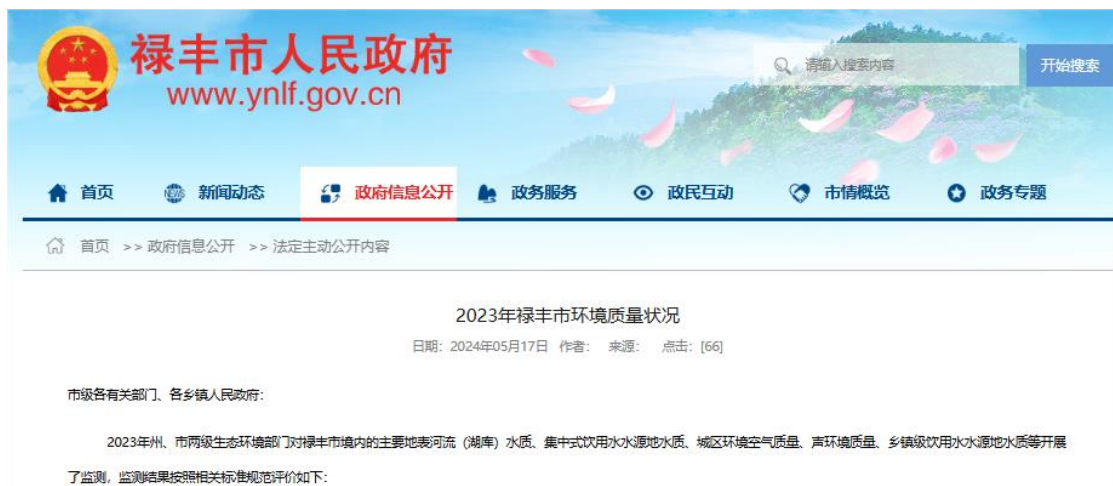 禄丰市人民政府
www.ynlf.gov.cn
请输入搜索内容
开始搜索
首页 NEWS 新闻动态 政府信息公开 政务服务 政民互动 市情概览 政务专题
首页 >> 政府信息公开 >> 法定主动公开内容
2023年禄丰市环境质量状况
日期：2024年05月17日 作者： 来源： 点击：[66]
市级各有关部门、各乡镇人民政府：
2023年州、市两级生态环境部门对禄丰市境内的主要地表河流（湖库）水质、集中式饮用水水源地水质、城区环境空气质量、声环境质量、乡镇级饮用水水源地水质等开展
了监测，监测结果按照相关标准规范评价如下：